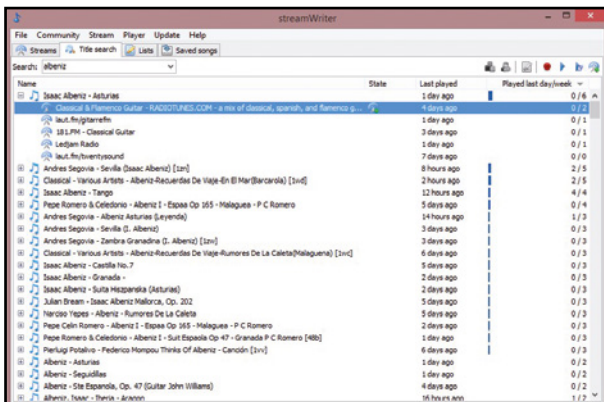 streamWriter
File Community Stream Player Update Help
Streams Title search Lists Saved songs
Search: albeniz
Name State Last played Played last day/week
Isaac Albeniz - Asturias 1 day ago 0 / 6
Classical & Flamenco Guitar - RADIOTUNES.COM - a mix of classical, spanish, and flamenco g... 4 days ago 0 / 2
laut.fm/gitarrefm 1 day ago 0 / 1
181.FM - Classical Guitar 3 days ago 0 / 1
Ledjam Radio 1 day ago 0 / 1
laut.fm/twentysound 7 days ago 0 / 0
Andres Segovia - Sevilla (Isaac Albeniz) 8 hours ago 2 / 5
Classical - Various Artists - Albeniz-Recuerdas De Viaje-En El Mar(Barcarola) [1wd] 2 hours ago 2 / 5
Isaac Albeniz - Tango 12 hours ago 4 / 4
Pepe Romero & Celedonio - Albeniz I - Espaa Op 165 - Malaguea - P C Romero 5 days ago 0 / 4
Andres Segovia - Albeniz Asturias (Leyenda) 14 hours ago 1 / 3
Andres Segovia - Sevilla (I. Albeniz) 3 days ago 0 / 3
Andres Segovia - Zambra Granadina (I. Albeniz) 3 days ago 0 / 3
Classical - Various Artists - Albeniz-Recuerdas De Viaje-Rumores De La Caleta(Malaguena) [1wc] 6 days ago 0 / 3
Isaac Albeniz - Castilla No. 7 5 days ago 0 / 3
Isaac Albeniz - Granada - 2 days ago 0 / 3
Isaac Albeniz - Suita Hiszpanska (Asturias) 2 days ago 0 / 3
Julian Bream - Isaac Albeniz Mallorca, Op. 202 5 days ago 0 / 3
Narciso Yepes - Albeniz - Rumores De La Caleta 5 days ago 0 / 3
Pepe Celin Romero - Albeniz I - Espaa Op 165 - Malaguea - P C Romero 2 days ago 0 / 3
Pepe Romero & Celedonio - Albeniz I - Suit Espaola Op 47 - Granada P C Romero [48b] 1 day ago 0 / 3
Pierluigi Potalivo - Federico Mompou Thinks Of Albeniz - Canción 6 days ago 0 / 3
Albeniz - Asturias 1 day ago 0 / 2
Albeniz - Seguidillas 1 day ago 0 / 2
Albeniz - Ste Espanola, Op. 47 (Guitar John Williams) 4 days ago 0 / 2
Albeniz, Isaac - Iberia - Aragon 16 hours ago 1 / 2